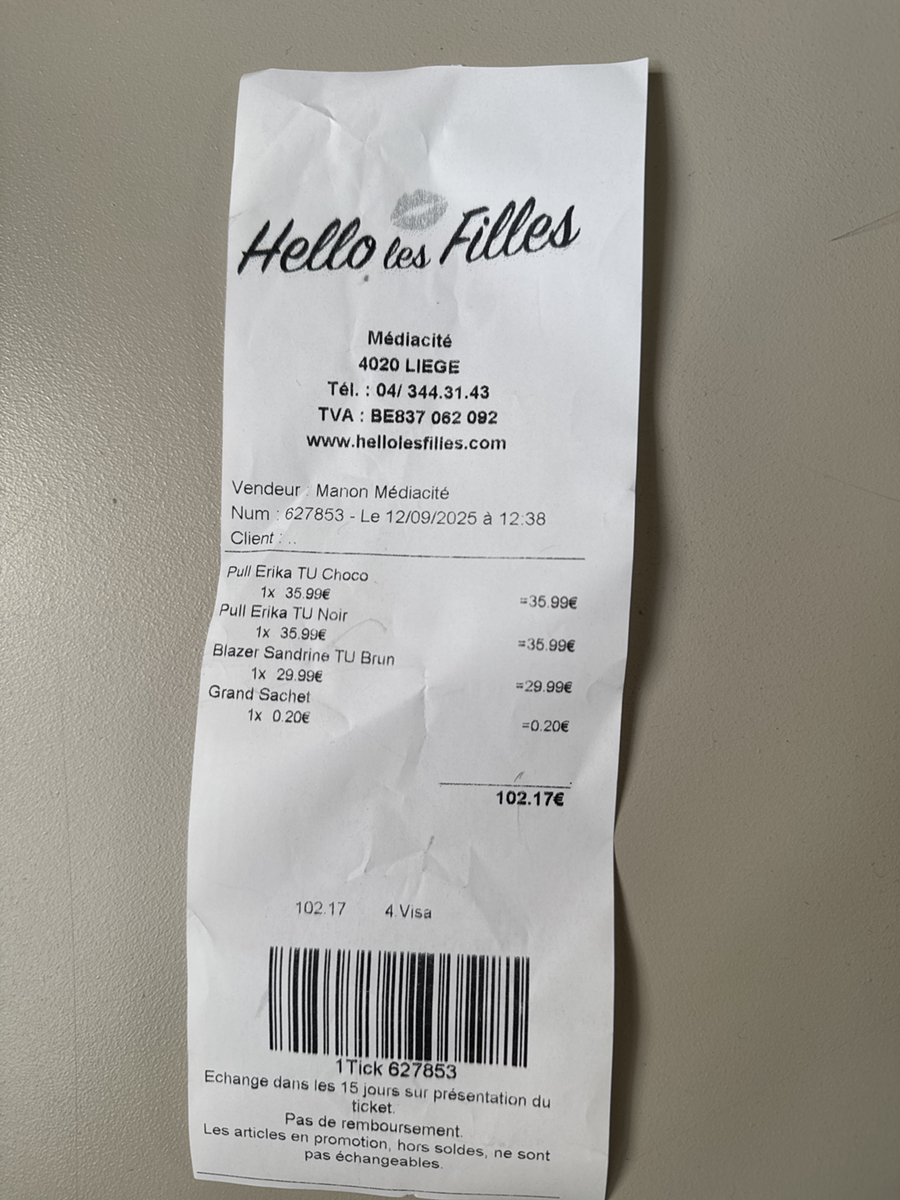 Hello les Filles
Médiacité
4020 LIEGE
Tél. : 04/ 344.31.43
TVA : BE837 062 092
www.hellolesfilles.com
Vendeur : Manon Médiacité
Num : 627853 - Le 12/09/2025 à 12:38
Client : ..
Pull Erika TU Choco
1x 35.99€ =35.99€
Pull Erika TU Noir
1x 35.99€ =35.99€
Blazer Sandrine TU Brun
1x 29.99€ =29.99€
Grand Sachet
1x 0.20€ =0.20€
102.17€
102.17 4.Visa
1Tick 627853
Echange dans les 15 jours sur présentation du
ticket.
Pas de remboursement.
Les articles en promotion, hors soldes, ne sont
pas échangeables.